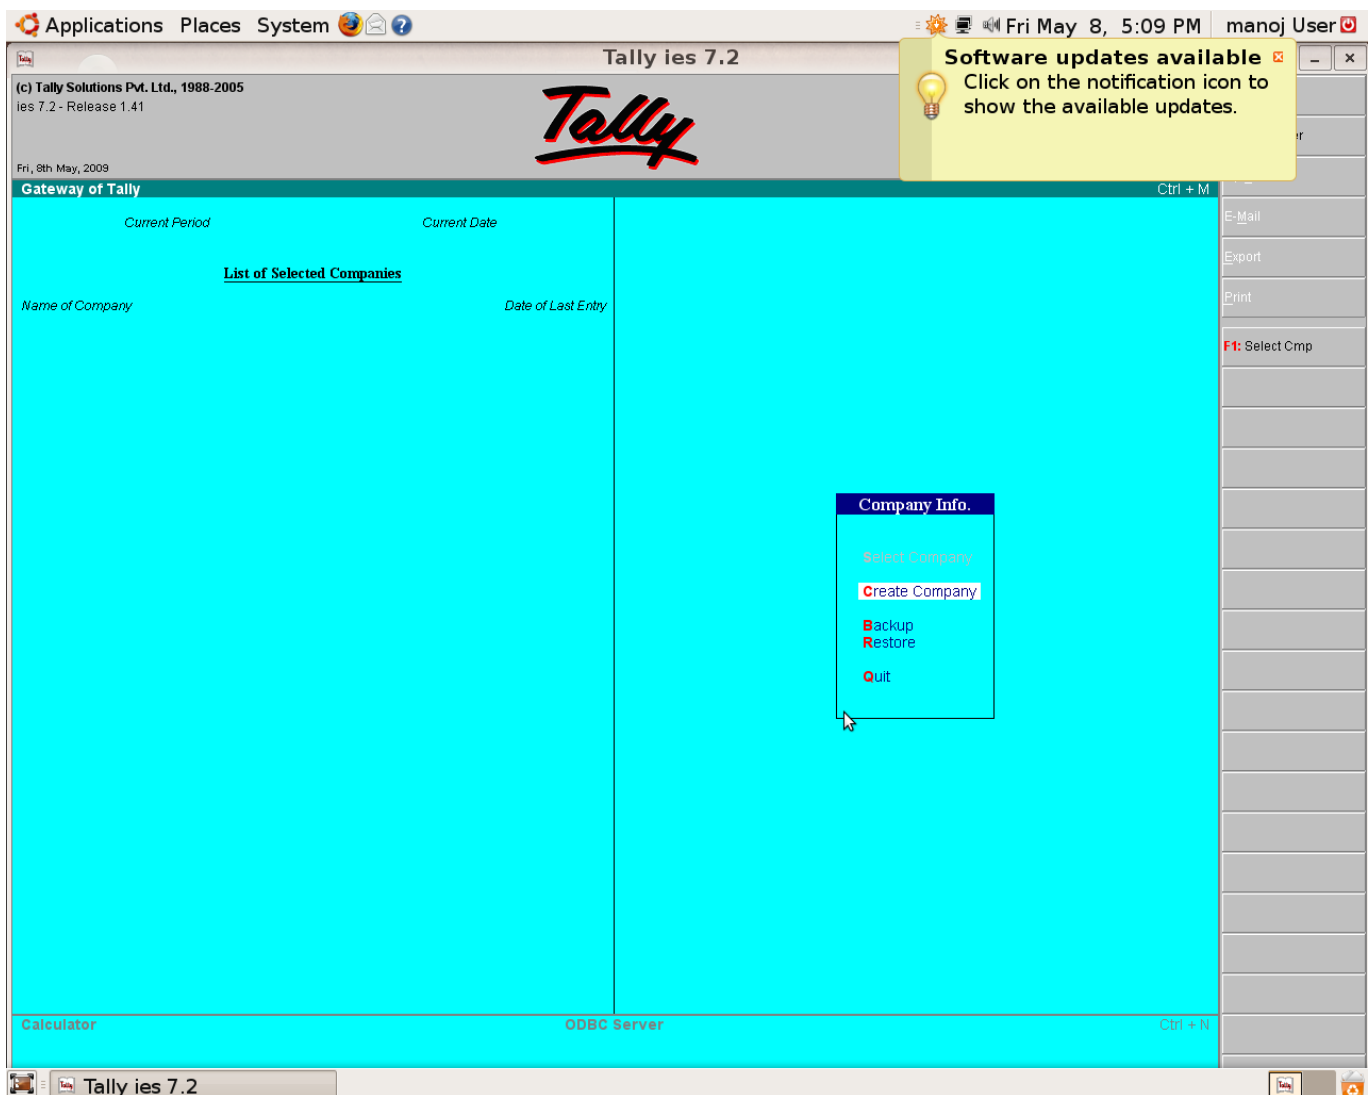 Applications Places System
Fri May 8, 5:09 PM manoj User
Tally ies 7.2
Software updates available
Click on the notification icon to
show the available updates.
(c) Tally Solutions Pvt. Ltd., 1988-2005
ies 7.2 - Release 1.41
Tally
Fri, 8th May, 2009
Gateway of Tally
Ctrl + M
Current Period
Current Date
List of Selected Companies
Name of Company
Date of Last Entry
E-Mail
Export
Print
F1: Select Cmp
Company Info.
Select Company
Create Company
Backup
Restore
Quit
Calculator
ODBC Server
Ctrl + N
Tally ies 7.2